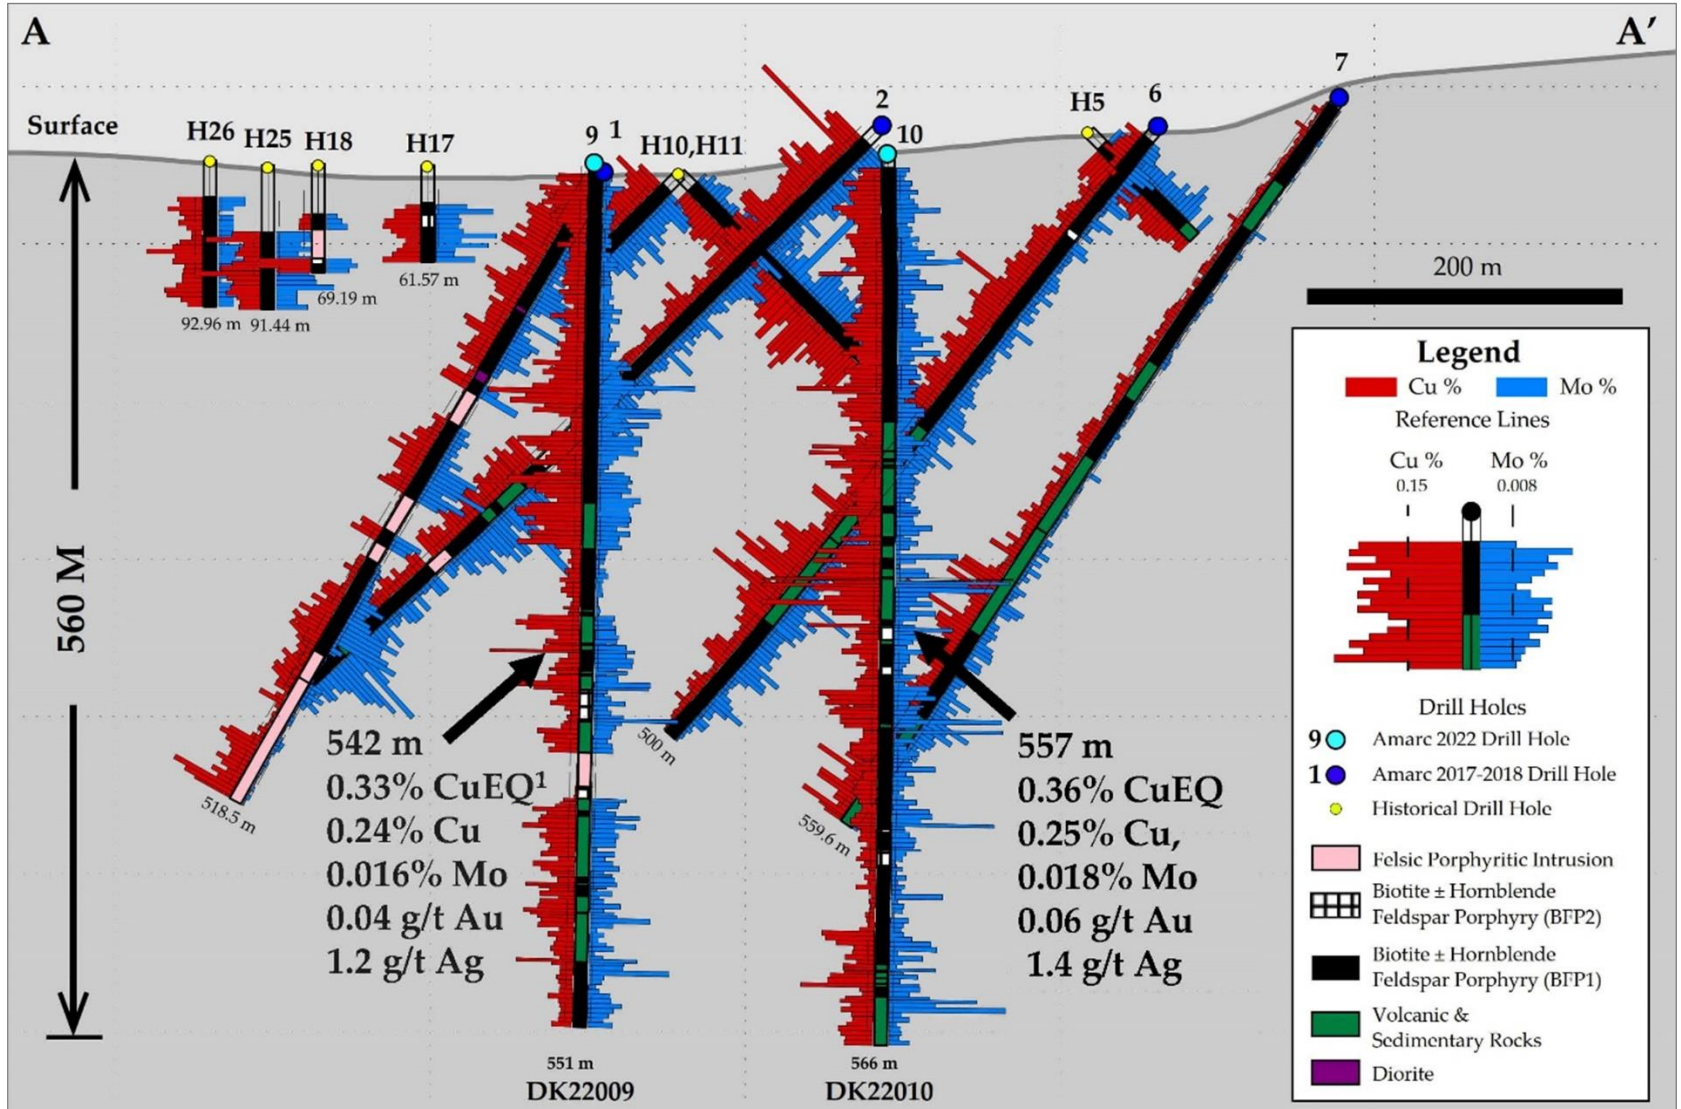 A
A′
Surface
H26
H25
H18
H17
9
1
H10,H11
2
10
H5
6
7
92.96 m
91.44 m
69.19 m
61.57 m
560 M
200 m
518.5 m
500 m
559.6 m
542 m
0.33% CuEQ¹
0.24% Cu
0.016% Mo
0.04 g/t Au
1.2 g/t Ag
557 m
0.36% CuEQ
0.25% Cu,
0.018% Mo
0.06 g/t Au
1.4 g/t Ag
551 m
DK22009
566 m
DK22010
Legend
Cu % Mo %
Reference Lines
Cu % Mo %
0.15 0.008
Drill Holes
9 Amarc 2022 Drill Hole
1 Amarc 2017-2018 Drill Hole
Historical Drill Hole
Felsic Porphyritic Intrusion
Biotite ± Hornblende
Feldspar Porphyry (BFP2)
Biotite ± Hornblende
Feldspar Porphyry (BFP1)
Volcanic &
Sedimentary Rocks
Diorite